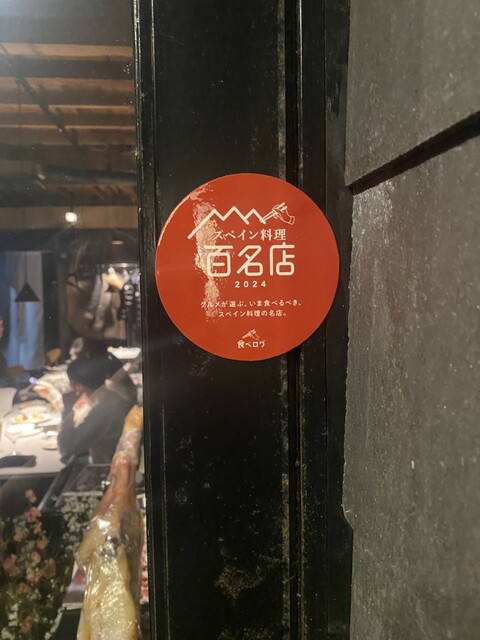 スペイン料理
百名店
2024
グルメが選ぶ、いま食べるべき、
スペイン料理の名店。
食べログ